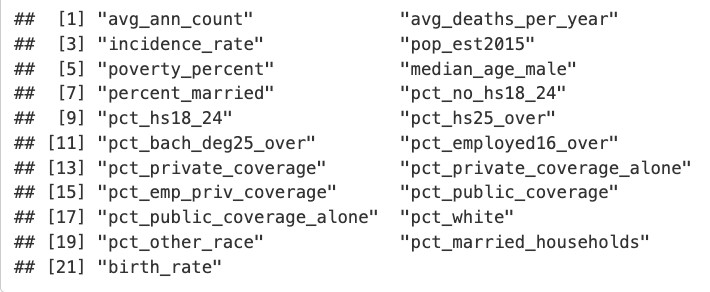 ##  [1] "avg_ann_count"              "avg_deaths_per_year"
##  [3] "incidence_rate"             "pop_est2015"
##  [5] "poverty_percent"            "median_age_male"
##  [7] "percent_married"            "pct_no_hs18_24"
##  [9] "pct_hs18_24"                "pct_hs25_over"
## [11] "pct_bach_deg25_over"        "pct_employed16_over"
## [13] "pct_private_coverage"       "pct_private_coverage_alone"
## [15] "pct_emp_priv_coverage"      "pct_public_coverage"
## [17] "pct_public_coverage_alone"  "pct_white"
## [19] "pct_other_race"             "pct_married_households"
## [21] "birth_rate"